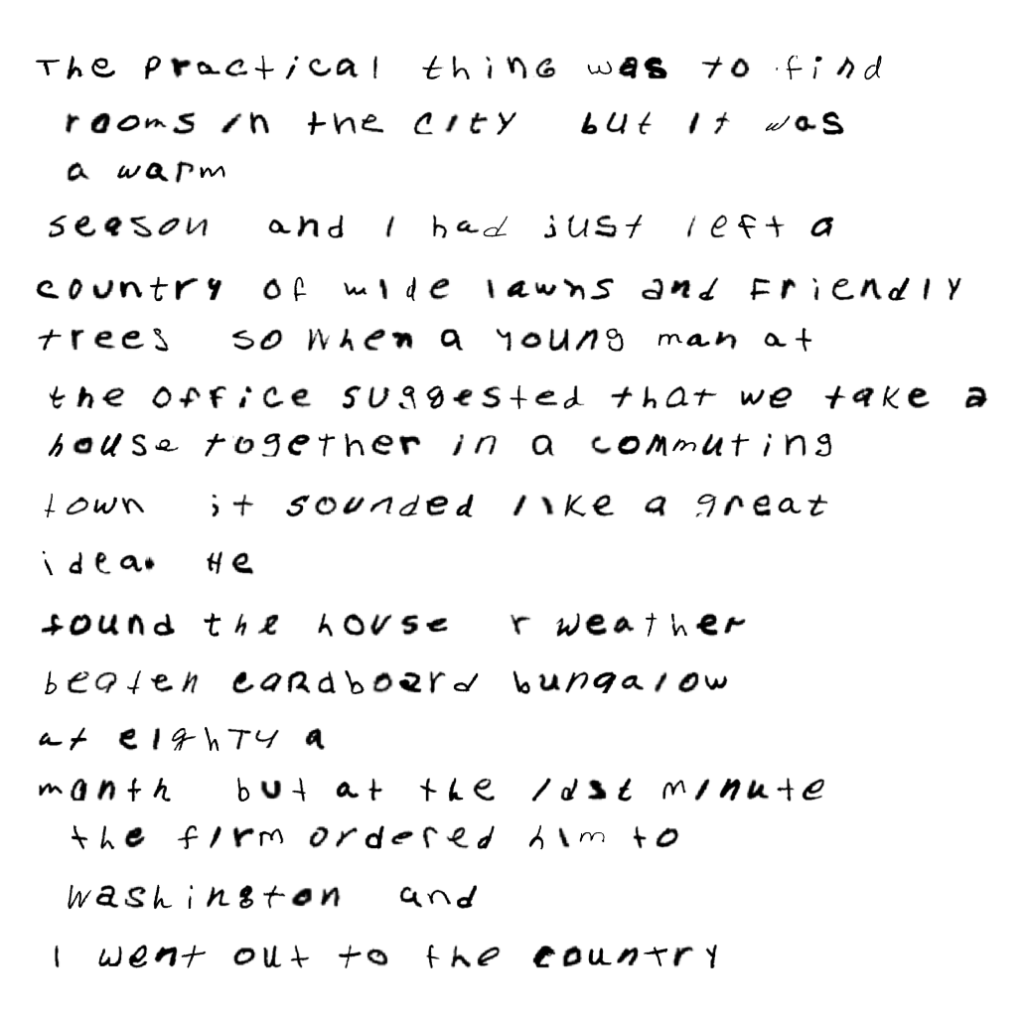 The practical thing was to find
rooms in the city but it was
a warm
season and I had just left a
country of wide lawns and Friendly
trees so when a young man at
the office suggested that we take a
house together in a commuting
town it sounded like a great
idea. He
found the house r weather
beaten cardboard bungalow
at eighty a
month but at the last minute
the firm ordered him to
washington and
I went out to the country